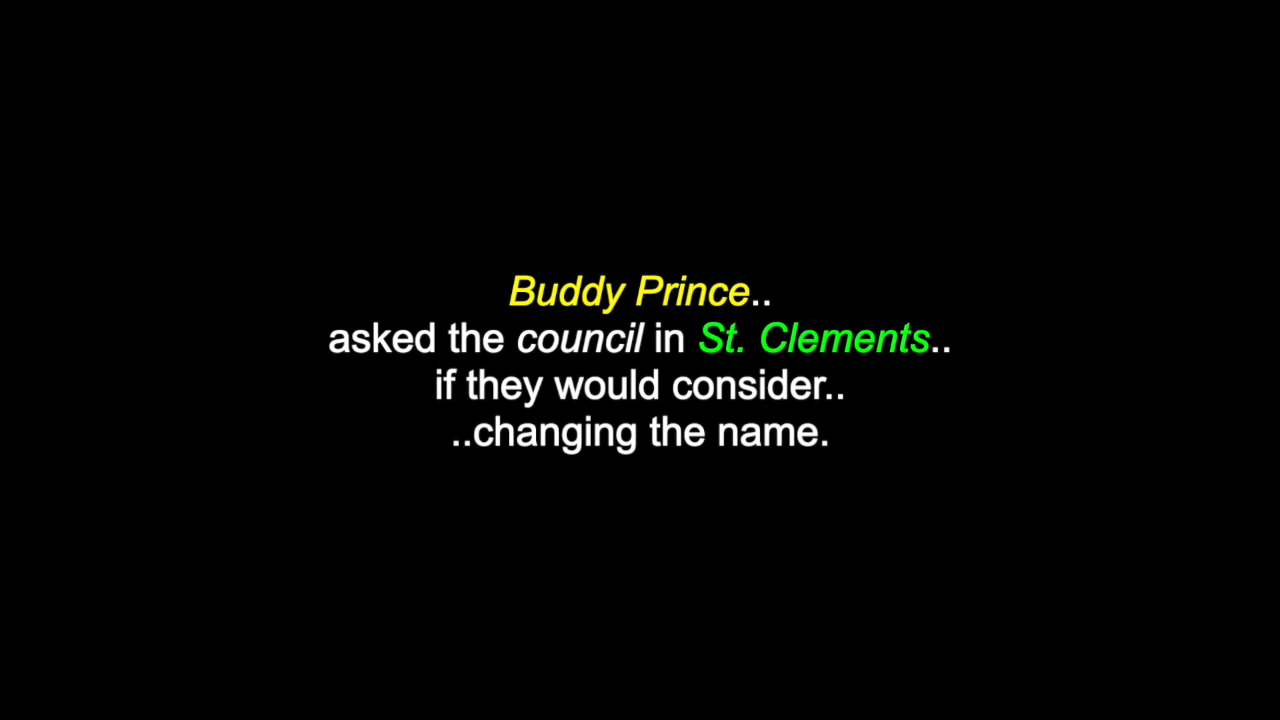 Buddy Prince..
asked the council in St. Clements..
if they would consider..
..changing the name.